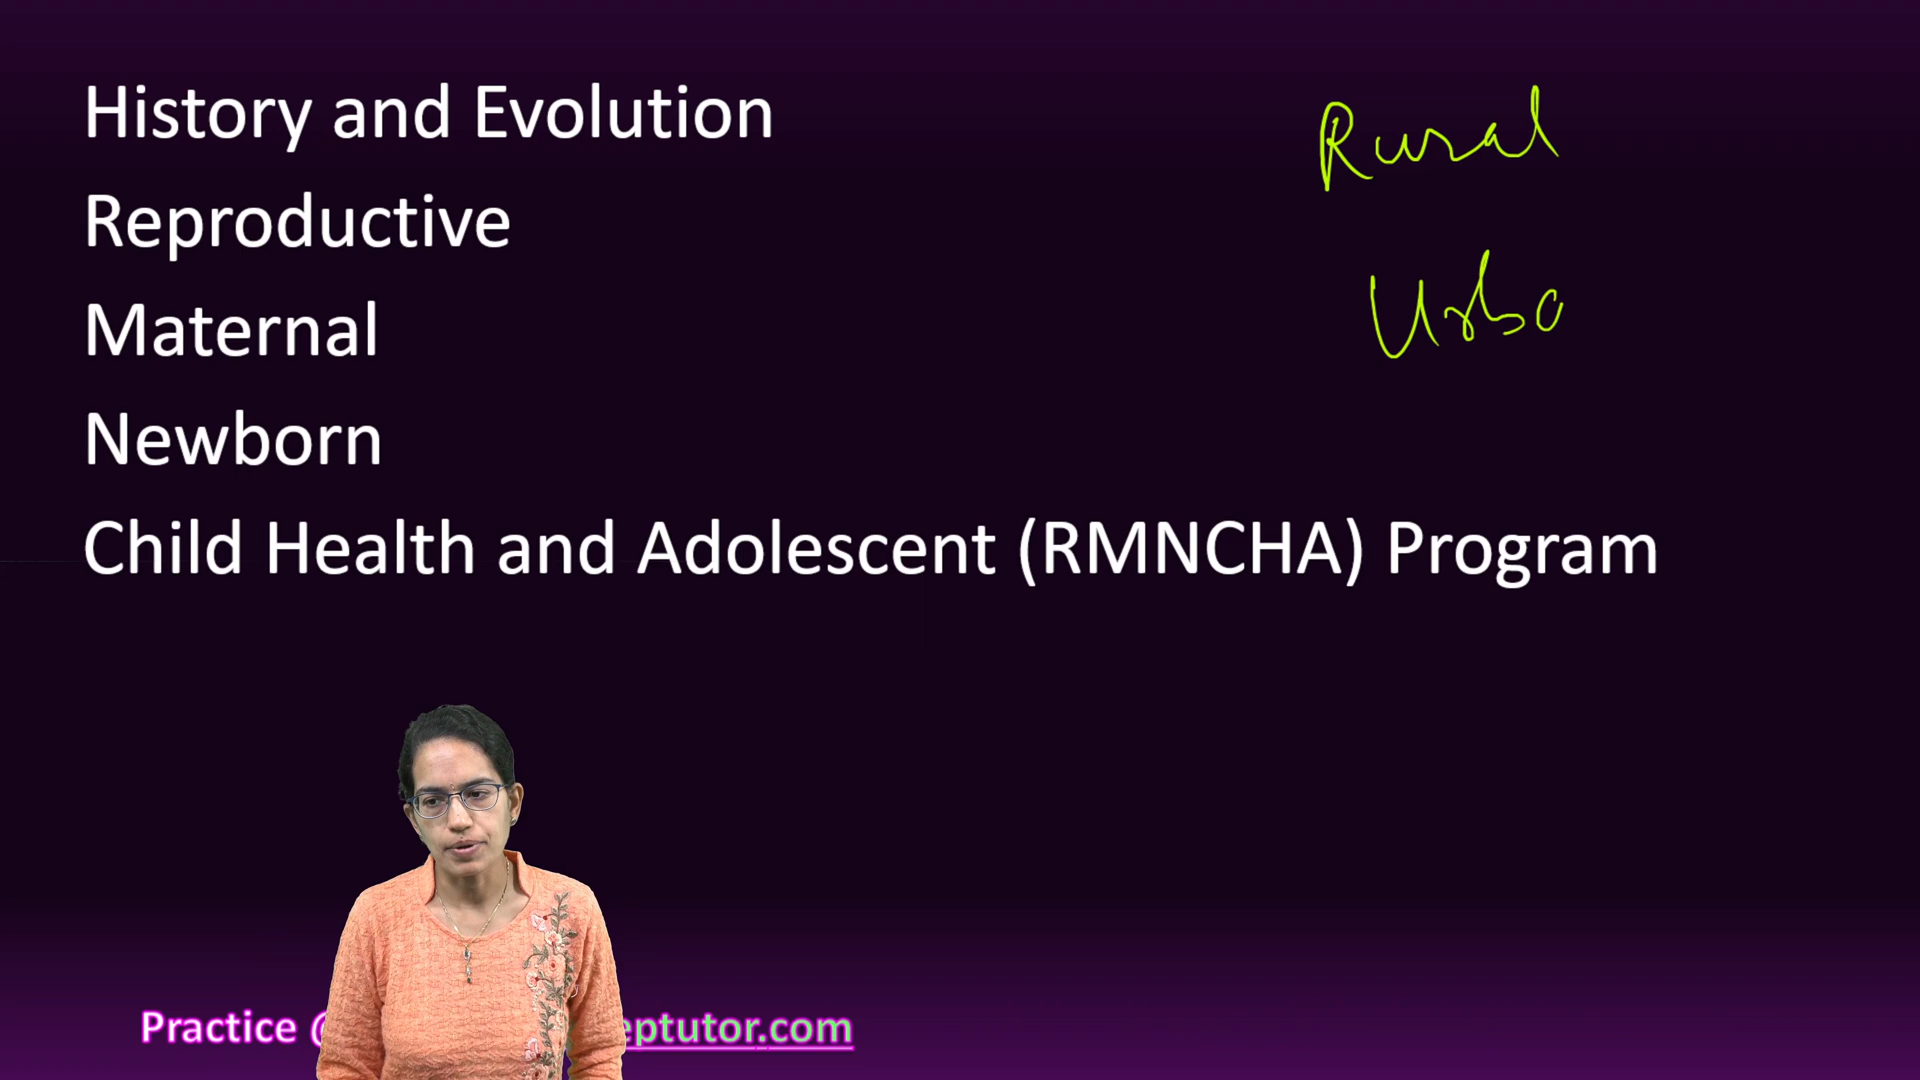 History and Evolution
Rural
Reproductive
Urba
Maternal
Newborn
Child Health and Adolescent (RMNCHA) Program
Practice @ eptutor.com